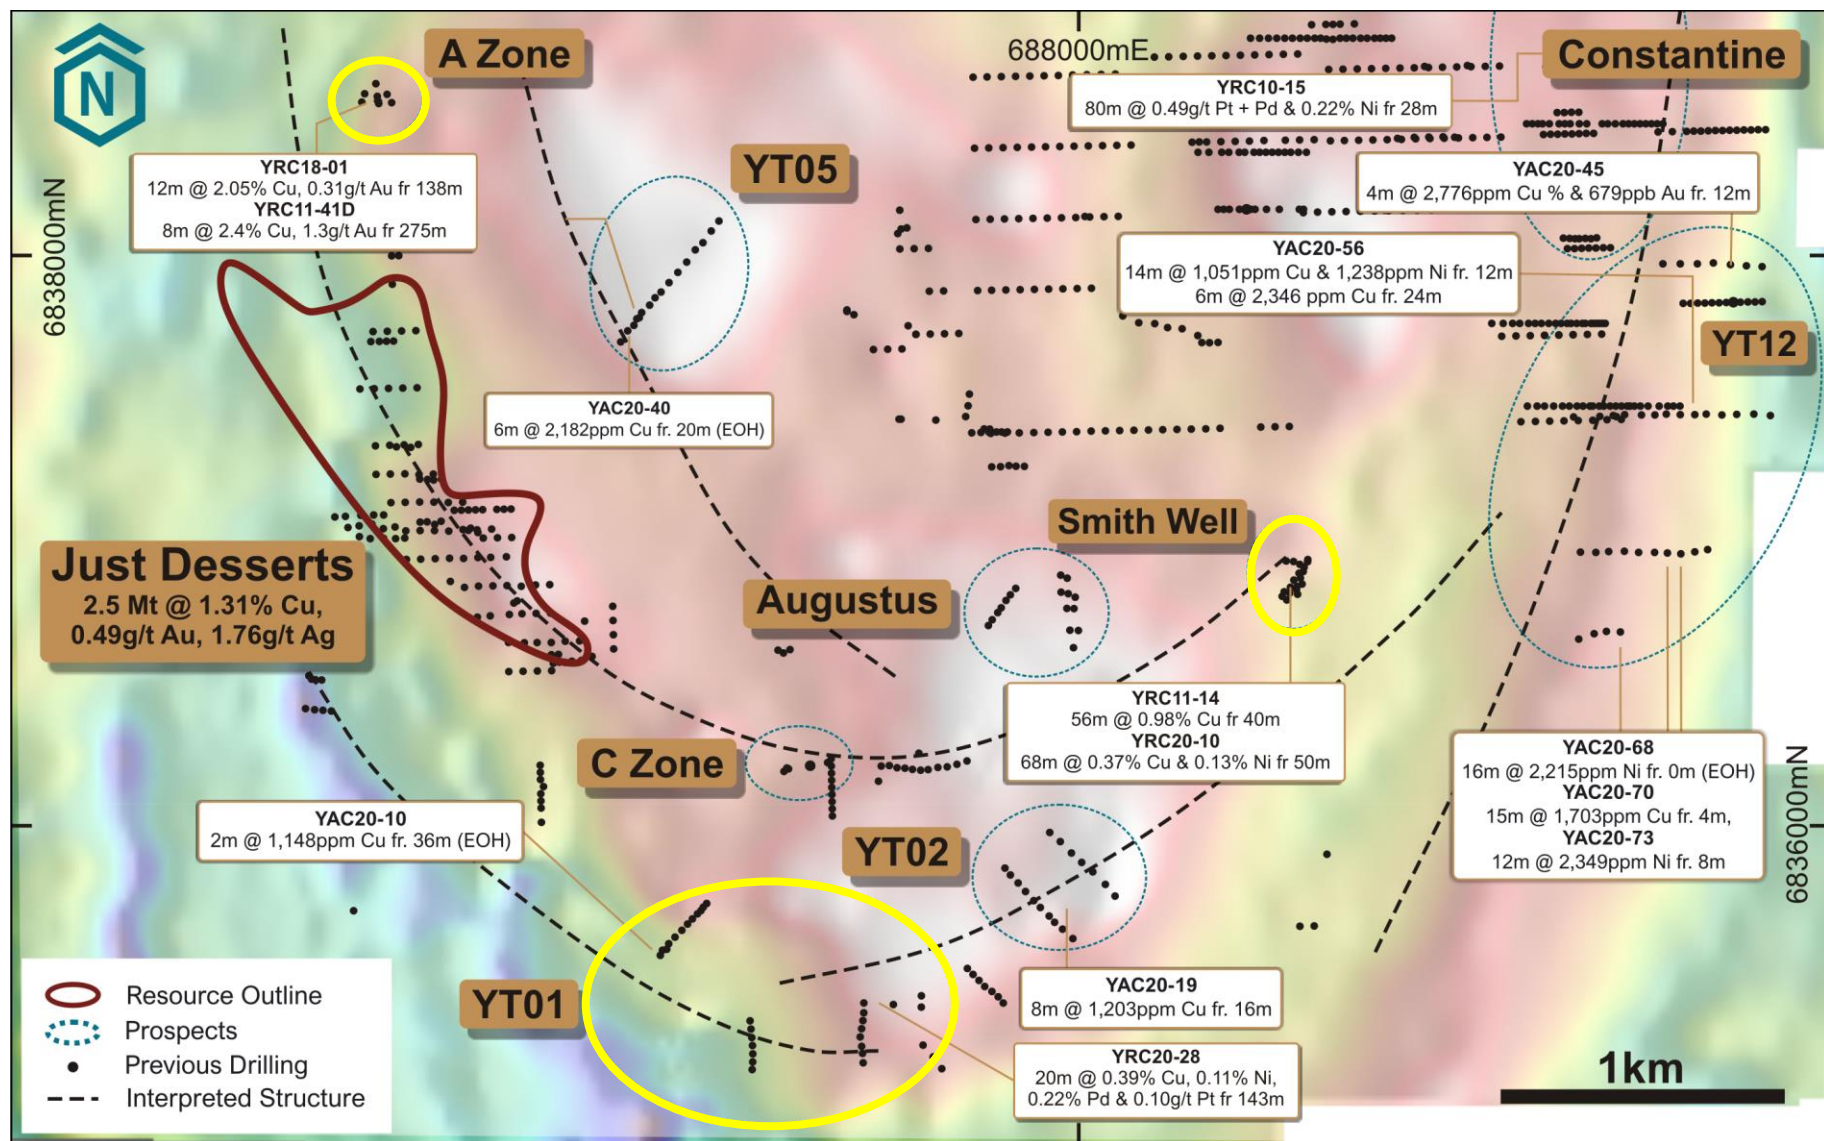 N
A Zone
688000mE
Constantine
YRC10-15
80m @ 0.49g/t Pt + Pd & 0.22% Ni fr 28m
YRC18-01
12m @ 2.05% Cu, 0.31g/t Au fr 138m
YRC11-41D
8m @ 2.4% Cu, 1.3g/t Au fr 275m
YT05
YAC20-45
4m @ 2,776ppm Cu % & 679ppb Au fr. 12m
YAC20-56
14m @ 1,051ppm Cu & 1,238ppm Ni fr. 12m
6m @ 2,346 ppm Cu fr. 24m
6838000mN
YT12
YAC20-40
6m @ 2,182ppm Cu fr. 20m (EOH)
Smith Well
Just Desserts
2.5 Mt @ 1.31% Cu,
0.49g/t Au, 1.76g/t Ag
Augustus
YRC11-14
56m @ 0.98% Cu fr 40m
YRC20-10
68m @ 0.37% Cu & 0.13% Ni fr 50m
C Zone
YAC20-68
16m @ 2,215ppm Ni fr. 0m (EOH)
YAC20-70
15m @ 1,703ppm Cu fr. 4m,
YAC20-73
12m @ 2,349ppm Ni fr. 8m
6836000mN
YAC20-10
2m @ 1,148ppm Cu fr. 36m (EOH)
YT02
YT01
YAC20-19
8m @ 1,203ppm Cu fr. 16m
YRC20-28
20m @ 0.39% Cu, 0.11% Ni,
0.22% Pd & 0.10g/t Pt fr 143m
Resource Outline
Prospects
Previous Drilling
Interpreted Structure
1km